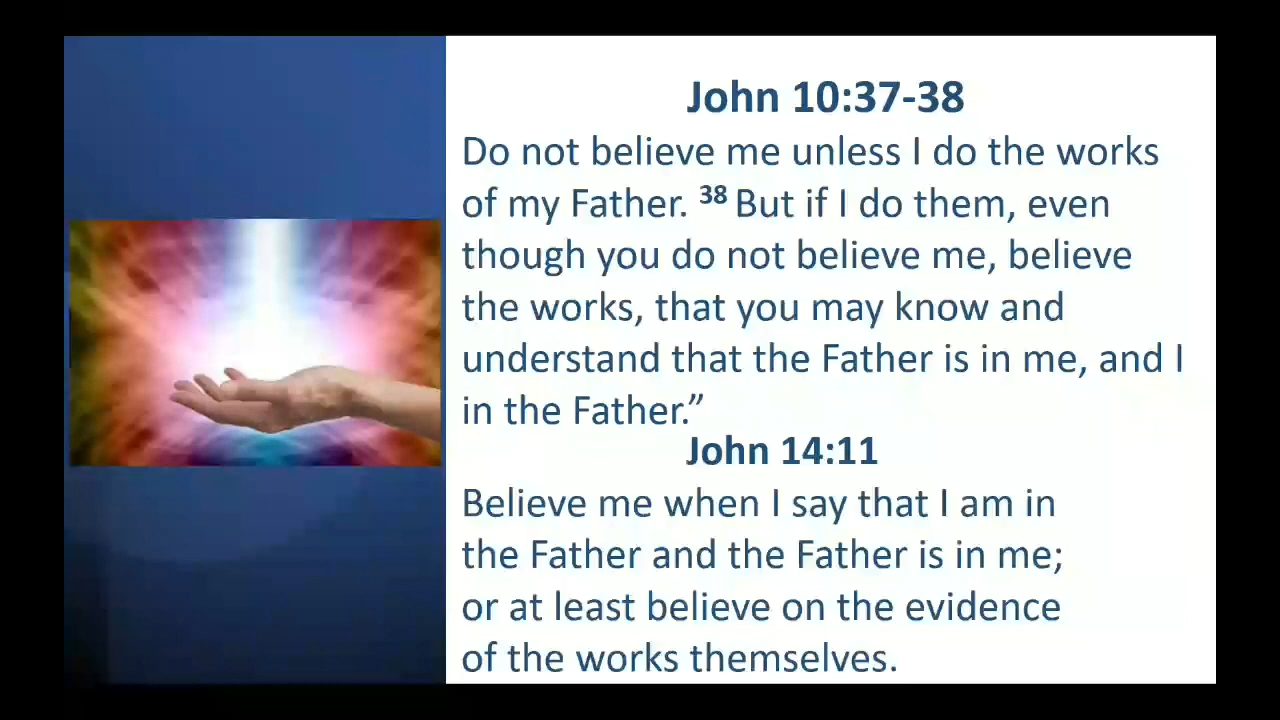 John 10:37-38
Do not believe me unless I do the works
of my Father. 38 But if I do them, even
though you do not believe me, believe
the works, that you may know and
understand that the Father is in me, and I
in the Father.”
John 14:11
Believe me when I say that I am in
the Father and the Father is in me;
or at least believe on the evidence
of the works themselves.